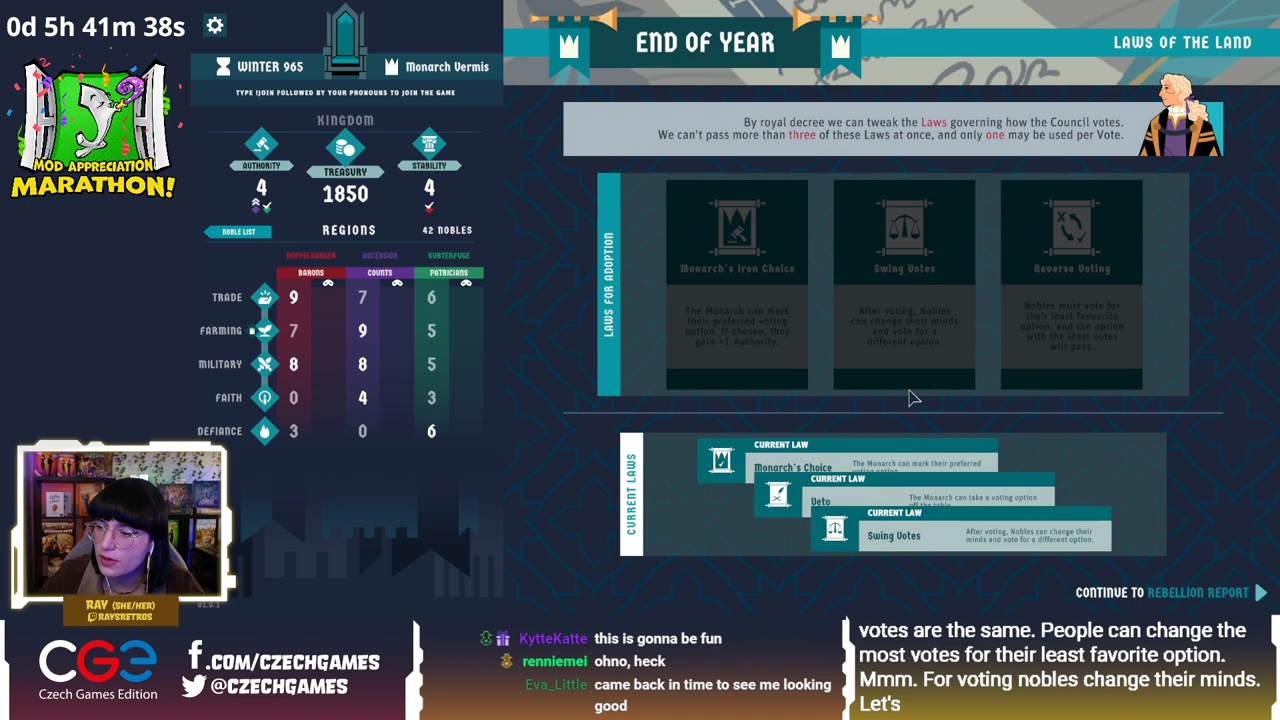 0d 5h 41m 38s
MOD APPRECIATION
MARATHON!
WINTER 965
Monarch Vermis
TYPE !JOIN FOLLOWED BY YOUR PRONOUNS TO JOIN THE GAME
KINGDOM
AUTHORITY
TREASURY
STABILITY
4
1850
4
NOBLE LIST
REGIONS
42 NOBLES
DOPPELGANGER
ASCENSION
SUBTERFUGE
BARONS
COUNTS
PATRICIANS
TRADE 9 7 6
FARMING 7 9 5
MILITARY 8 8 5
FAITH 0 4 3
DEFIANCE 3 0 6
V1.0.1
END OF YEAR
LAWS OF THE LAND
By royal decree we can tweak the Laws governing how the Council votes.
We can't pass more than three of these Laws at once, and only one may be used per Vote.
LAWS FOR ADOPTION
Monarch's Iron Choice
The Monarch can mark
their preferred voting
option. If chosen, they
gain +1 Authority.
Swing Votes
After voting, Nobles
can change their minds
and vote for a
different option.
Reverse Voting
Nobles must vote for
their least favourite
option, and the option
with the least votes
will pass.
CURRENT LAWS
CURRENT LAW
Monarch's Choice
The Monarch can mark their preferred
voting option.
CURRENT LAW
Veto
The Monarch can take a voting option
off the table.
CURRENT LAW
Swing Votes
After voting, Nobles can change their
minds and vote for a different option.
CONTINUE TO REBELLION REPORT
RAY (SHE/HER)
RAYSRETROS
CGE
Czech Games Edition
f.COM/CZECHGAMES
@CZECHGAMES
KytteKatte this is gonna be fun
renniemei ohno, heck
Eva_Little came back in time to see me looking
good
votes are the same. People can change the
most votes for their least favorite option.
Mmm. For voting nobles change their minds.
Let's